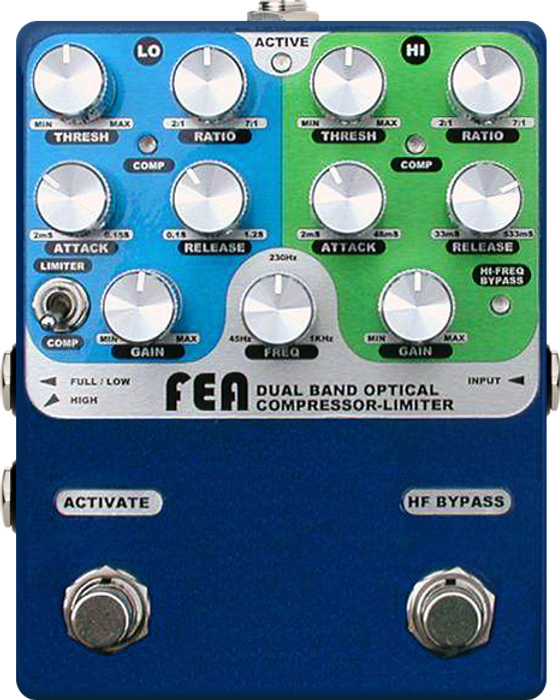 LO
ACTIVE
HI
MIN MAX
THRESH
2/1 7/1
RATIO
MIN MAX
THRESH
2/1 7/1
RATIO
COMP
COMP
2mS 0.15S
ATTACK
0.1S 1.2S
RELEASE
2mS 48mS
ATTACK
33mS 533mS
RELEASE
LIMITER
230Hz
HI-FREQ
BYPASS
COMP
MIN MAX
GAIN
45Hz 1KHz
FREQ
MIN MAX
GAIN
FULL / LOW
HIGH
FEA
DUAL BAND OPTICAL
COMPRESSOR-LIMITER
INPUT
ACTIVATE
HF BYPASS